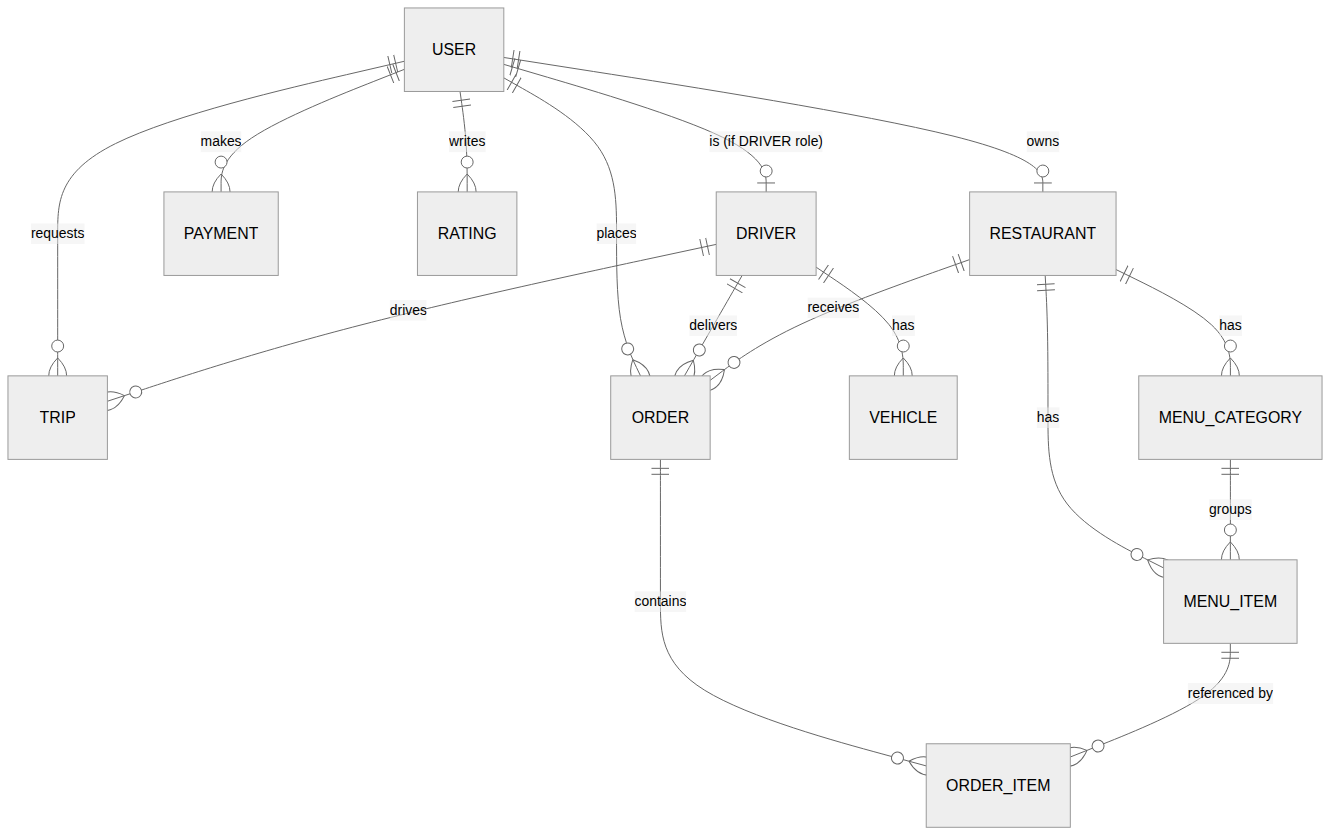 USER
makes
writes
is (if DRIVER role)
owns
requests
PAYMENT
RATING
places
DRIVER
RESTAURANT
drives
delivers
receives
has
has
TRIP
ORDER
VEHICLE
has
MENU_CATEGORY
groups
contains
MENU_ITEM
referenced by
ORDER_ITEM